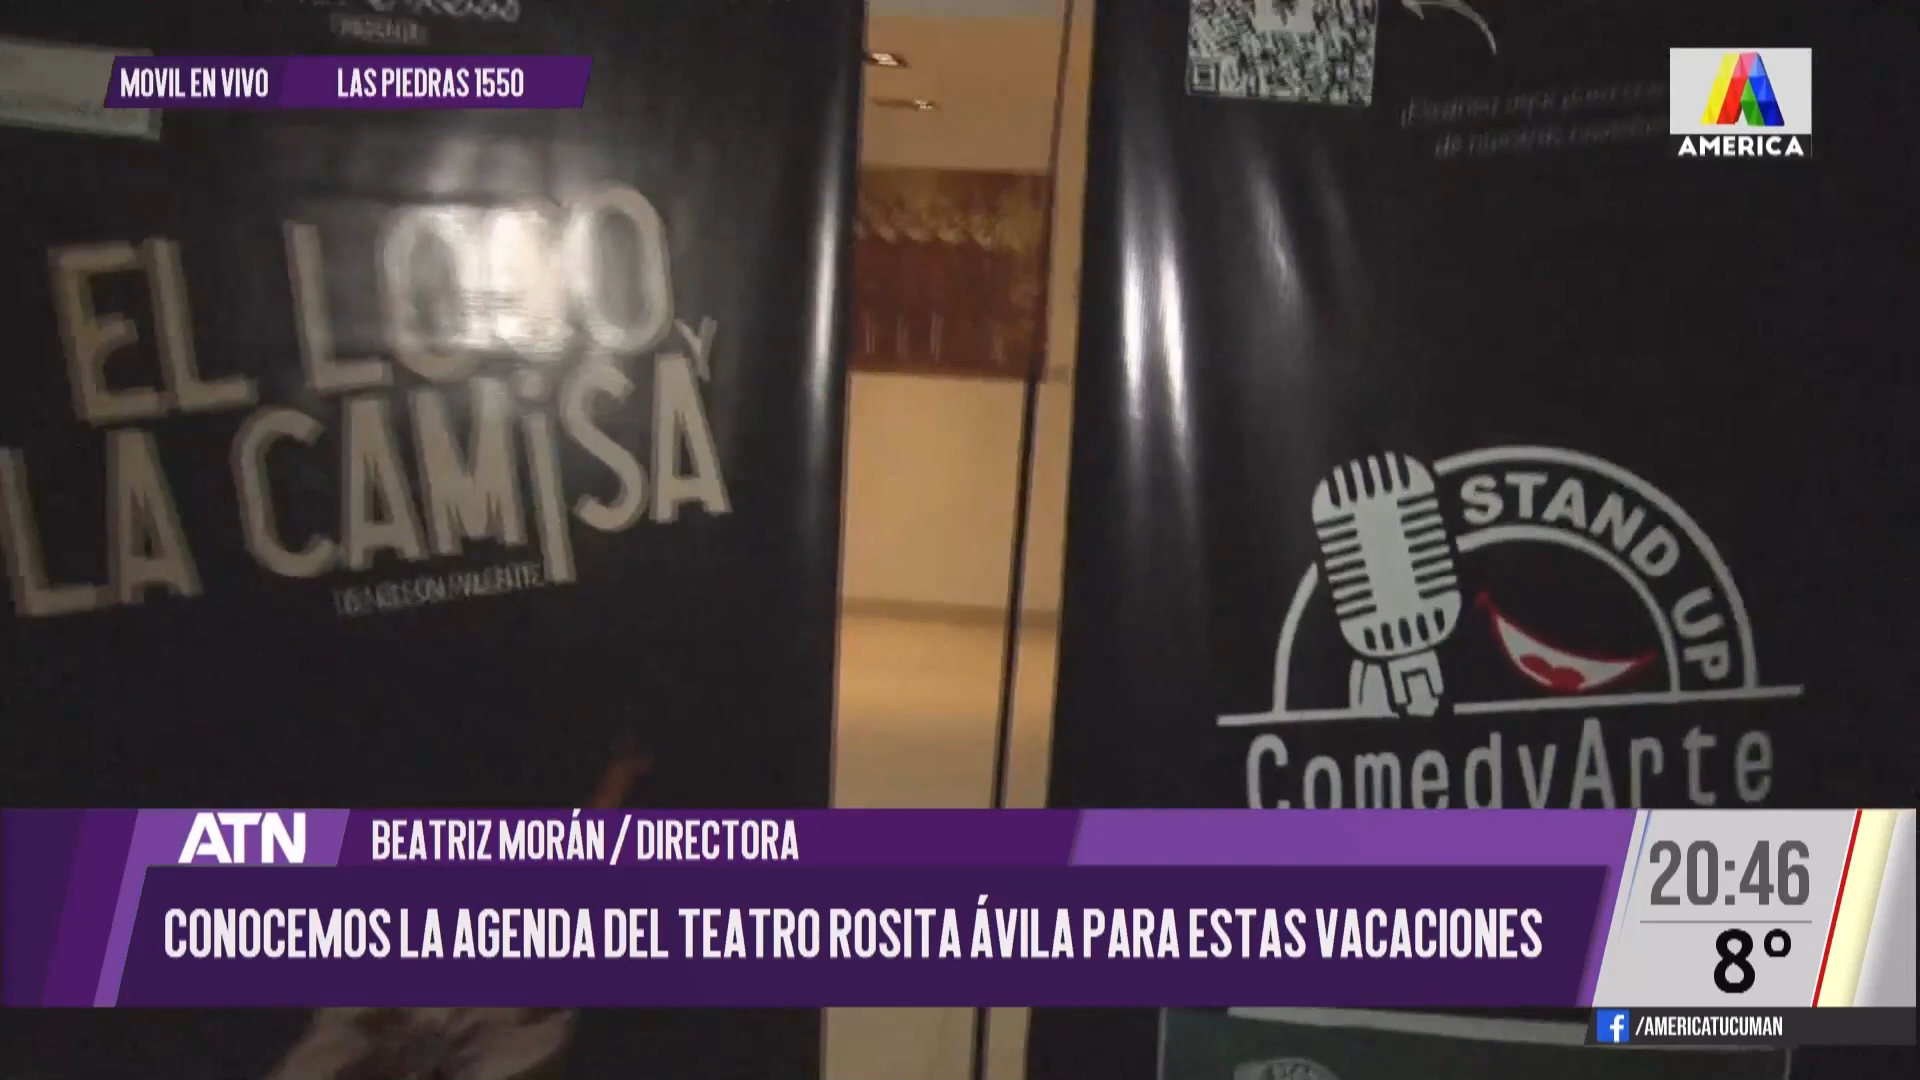 MOVIL EN VIVO
LAS PIEDRAS 1550
AMERICA
EL LOCO
Y
LA CAMiSA
STAND UP
ComedyArte
ATN
BEATRIZ MORÁN / DIRECTORA
CONOCEMOS LA AGENDA DEL TEATRO ROSITA ÁVILA PARA ESTAS VACACIONES
20:46
8°
/AMERICATUCUMAN